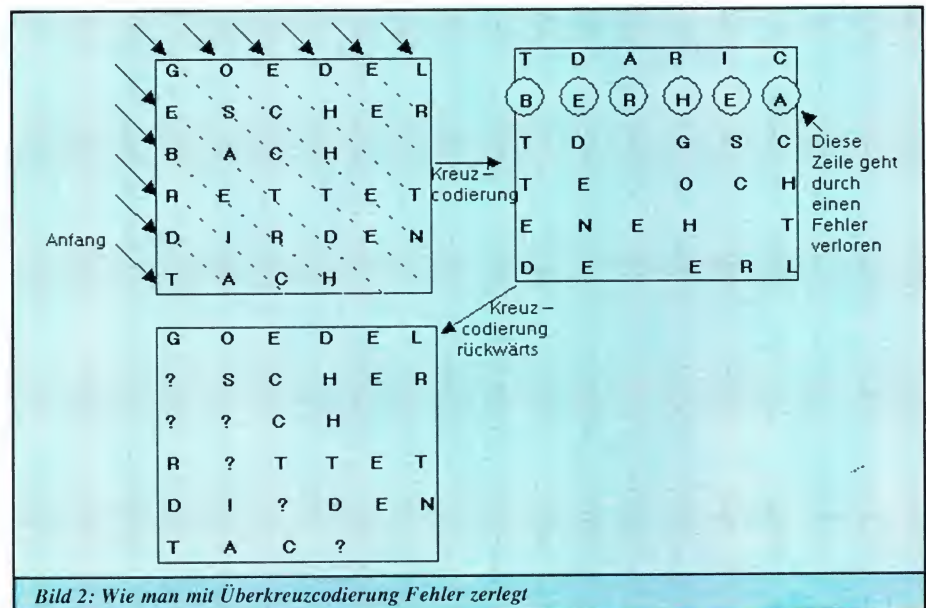 G O E D E L
E S C H E R
B A C H
R E T T E T
D I R D E N
T A C H
Anfang
Kreuz –
codierung
T D A R I C
B E R H E A
T D G S C
T E O C H
E N E H T
D E E R L
Diese
Zeile geht
durch
einen
Fehler
verloren
Kreuz –
codierung
rückwärts
G O E D E L
? S C H E R
? ? C H
R ? T T E T
D I ? D E N
T A C ?
Bild 2: Wie man mit Überkreuzcodierung Fehler zerlegt